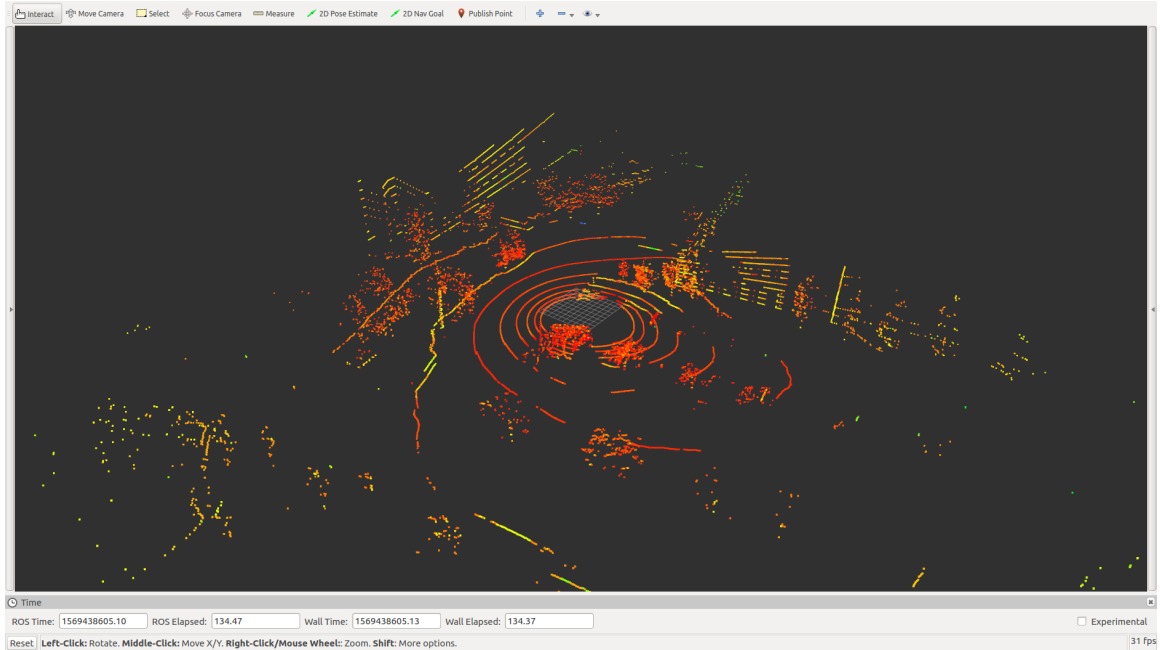 Interact Move Camera Select Focus Camera Measure 2D Pose Estimate 2D Nav Goal Publish Point
Time
ROS Time: 1569438605.10 ROS Elapsed: 134.47 Wall Time: 1569438605.13 Wall Elapsed: 134.37 Experimental
Reset Left-Click: Rotate. Middle-Click: Move X/Y. Right-Click/Mouse Wheel:: Zoom. Shift: More options. 31 fps